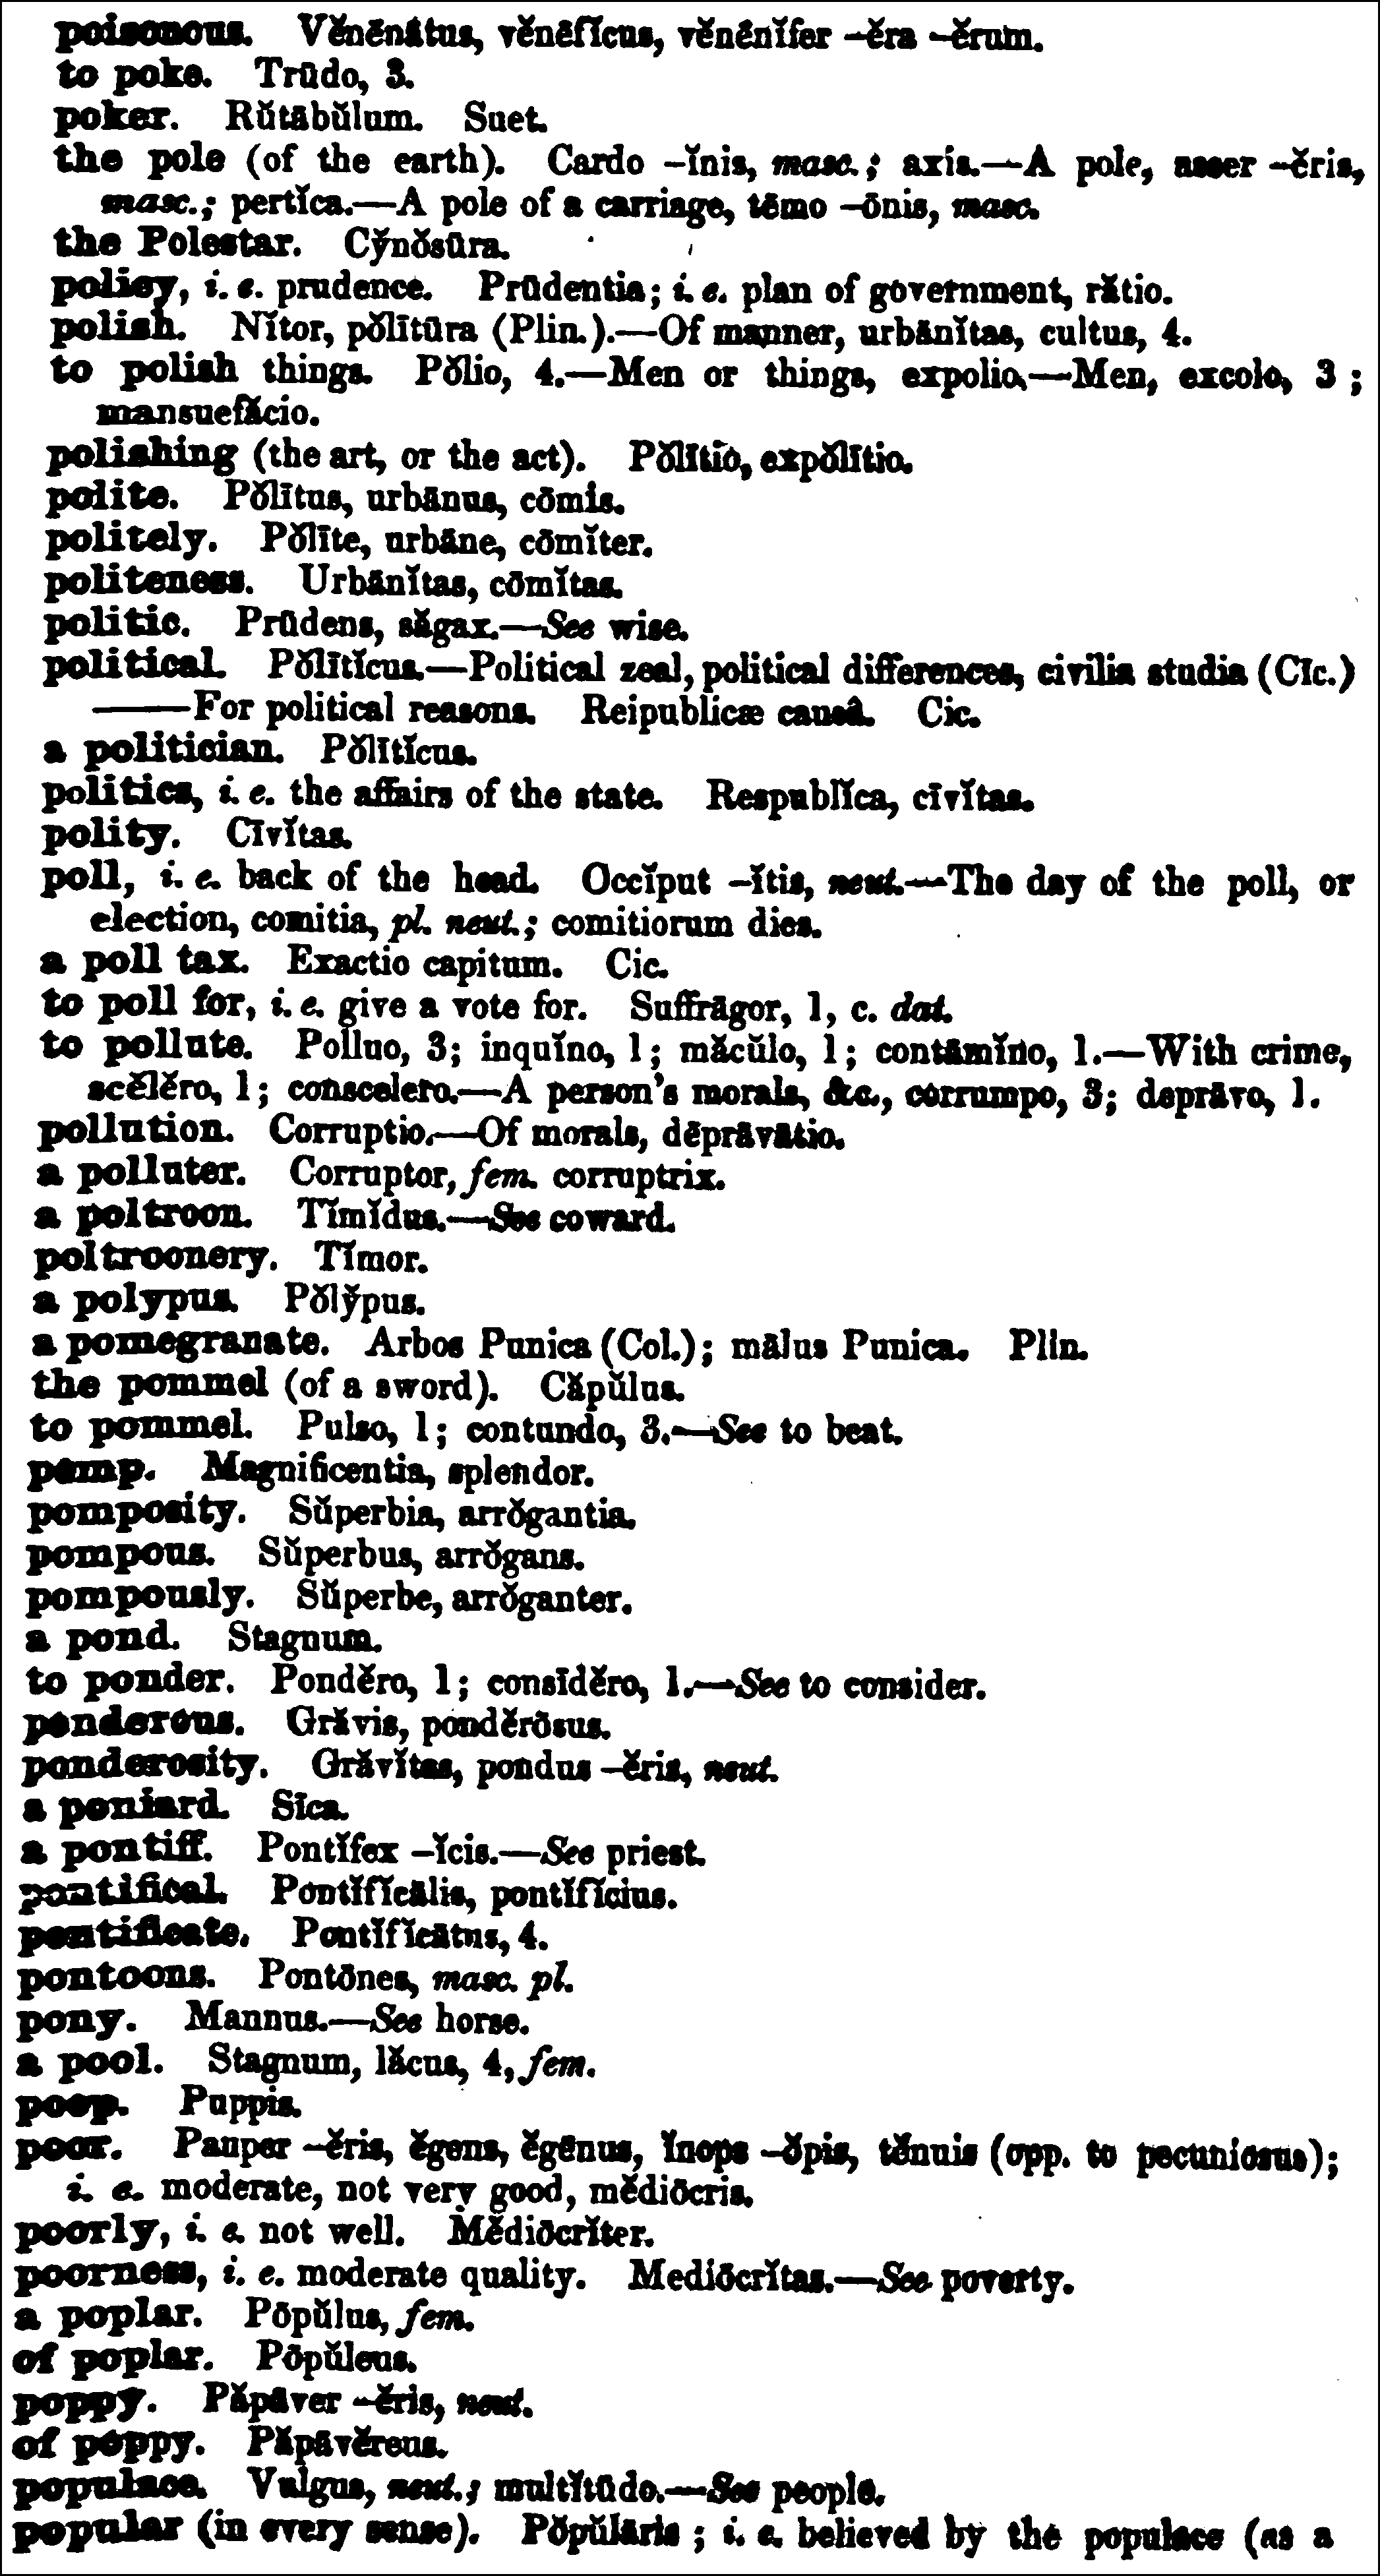 poisonous. Vĕnēnātus, vĕnēfĭcus, vĕnēnĭfer –ĕra –ĕrum.
to poke. Trūdo, 3.
poker. Rŭtābŭlum. Suet.
the pole (of the earth). Cardo –ĭnis, masc.; axis.—A pole, asser –ĕris,
masc.; pertĭca.—A pole of a carriage, tēmo –ōnis, masc.
the Polestar. Cy̆nŏsūra.
policy, i. e. prudence. Prūdentia; i. e. plan of government, rătio.
polish. Nĭtor, pŏlītūra (Plin.).—Of manner, urbānĭtas, cultus, 4.
to polish things. Pŏlio, 4.—Men or things, expolio.—Men, excolo, 3;
mansuefăcio.
polishing (the art, or the act). Pŏlītio, expŏlītio.
polite. Pŏlītus, urbānus, cōmis.
politely. Pŏlīte, urbāne, cōmĭter.
politeness. Urbānĭtas, cōmĭtas.
politic. Prūdens, săgax.—See wise.
political. Pŏlītĭcus.—Political zeal, political differences, civilia studia (Cĭc.)
——For political reasons. Reipublicæ causâ. Cic.
a politician. Pŏlītĭcus.
politics, i. e. the affairs of the state. Respublĭca, cīvĭtas.
polity. Cīvĭtas.
poll, i. e. back of the head. Occĭput –ĭtis, neut.—The day of the poll, or
election, comitia, pl. neut.; comitiorum dies.
a poll tax. Exactio capitum. Cic.
to poll for, i. e. give a vote for. Suffrāgor, 1, c. dat.
to pollute. Polluo, 3; inquĭno, 1; măcŭlo, 1; contāmĭno, 1.—With crime,
scĕlĕro, 1; conscelero.—A person's morals, &c., corrumpo, 3; deprāvo, 1.
pollution. Corruptio.—Of morals, dēprāvātio.
a polluter. Corruptor, fem. corruptrix.
a poltroon. Tĭmĭdus.—See coward.
poltroonery. Tĭmor.
a polypus. Pŏly̆pus.
a pomegranate. Arbos Punica (Col.); mālus Punica. Plin.
the pommel (of a sword). Căpŭlus.
to pommel. Pulso, 1; contundo, 3.—See to beat.
pomp. Magnificentia, splendor.
pomposity. Sŭperbia, arrŏgantia.
pompous. Sŭperbus, arrŏgans.
pompously. Sŭperbe, arrŏganter.
a pond. Stagnum.
to ponder. Pondĕro, 1; consīdĕro, 1.—See to consider.
ponderous. Grăvis, pondĕrōsus.
ponderosity. Grăvĭtas, pondus –ĕris, neut.
a poniard. Sīca.
a pontiff. Pontĭfex –ĭcis.—See priest.
pontifical. Pontĭfĭcālis, pontĭfĭcius.
pontificate. Pontĭfĭcātus, 4.
pontoons. Pontōnes, masc. pl.
pony. Mannus.—See horse.
a pool. Stagnum, lăcus, 4, fem.
poop. Puppis.
poor. Pauper –ĕris, ĕgens, ĕgēnus, ĭnops –ŏpis, tĕnuis (opp. to pecuniosus);
i. e. moderate, not very good, mĕdiōcris.
poorly, i. e. not well. Mĕdiōcrĭter.
poorness, i. e. moderate quality. Mediōcrĭtas.—See poverty.
a poplar. Pōpŭlus, fem.
of poplar. Pōpŭleus.
poppy. Păpāver –ĕris, neut.
of poppy. Păpāvĕreus.
populace. Vulgus, neut.; multĭtūdo.—See people.
popular (in every sense). Pŏpŭlāris; i. e. believed by the populace (as a